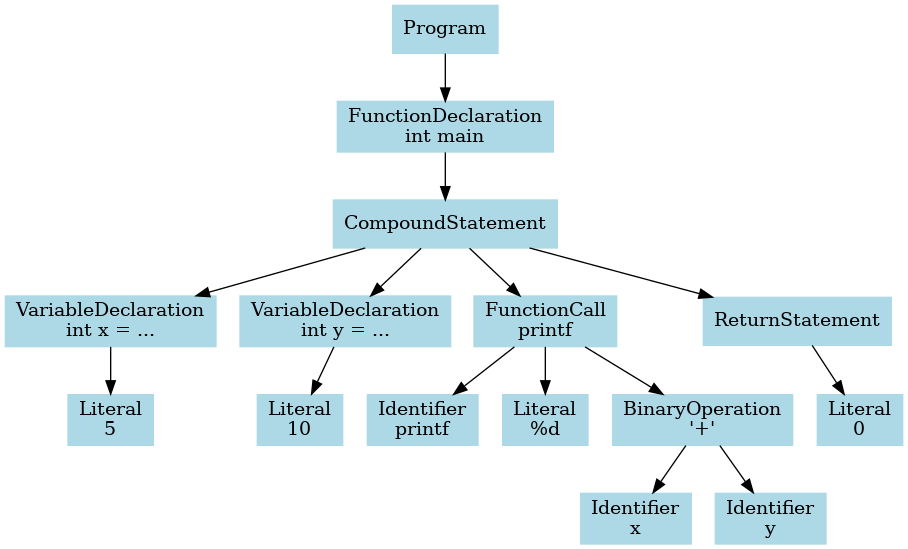 Program
FunctionDeclaration
int main
CompoundStatement
VariableDeclaration
int x = ...
VariableDeclaration
int y = ...
FunctionCall
printf
ReturnStatement
Literal
5
Literal
10
Identifier
printf
Literal
%d
BinaryOperation
'+'
Literal
0
Identifier
x
Identifier
y